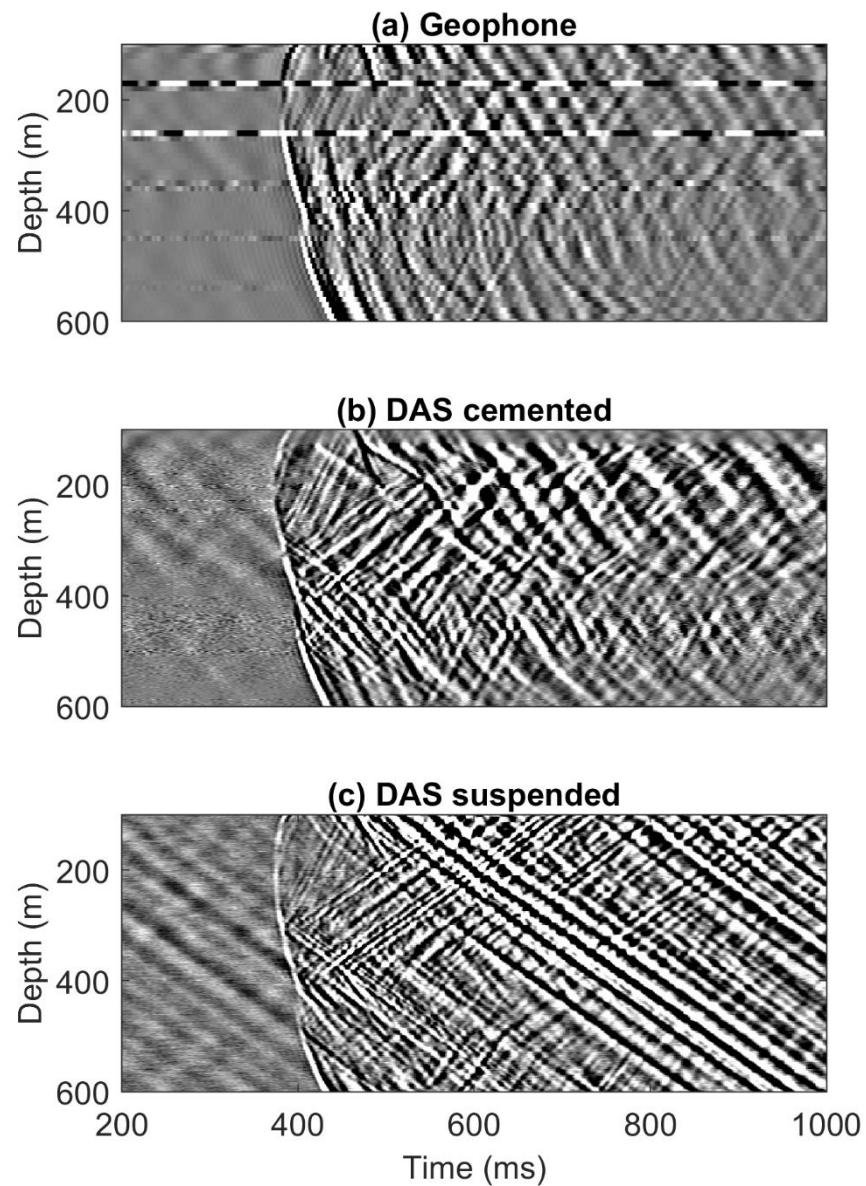 (a) Geophone
200
400
600
Depth (m)
(b) DAS cemented
200
400
600
Depth (m)
(c) DAS suspended
200
400
600
Depth (m)
200 400 600 800 1000
Time (ms)